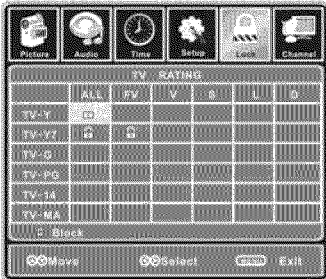 Picture Audio Time Setup Lock Channel
TV RATING
ALL FV V S L D
TV-Y
TV-Y7
TV-G
TV-PG
TV-14
TV-MA
: Block
Move Select MENU Exit